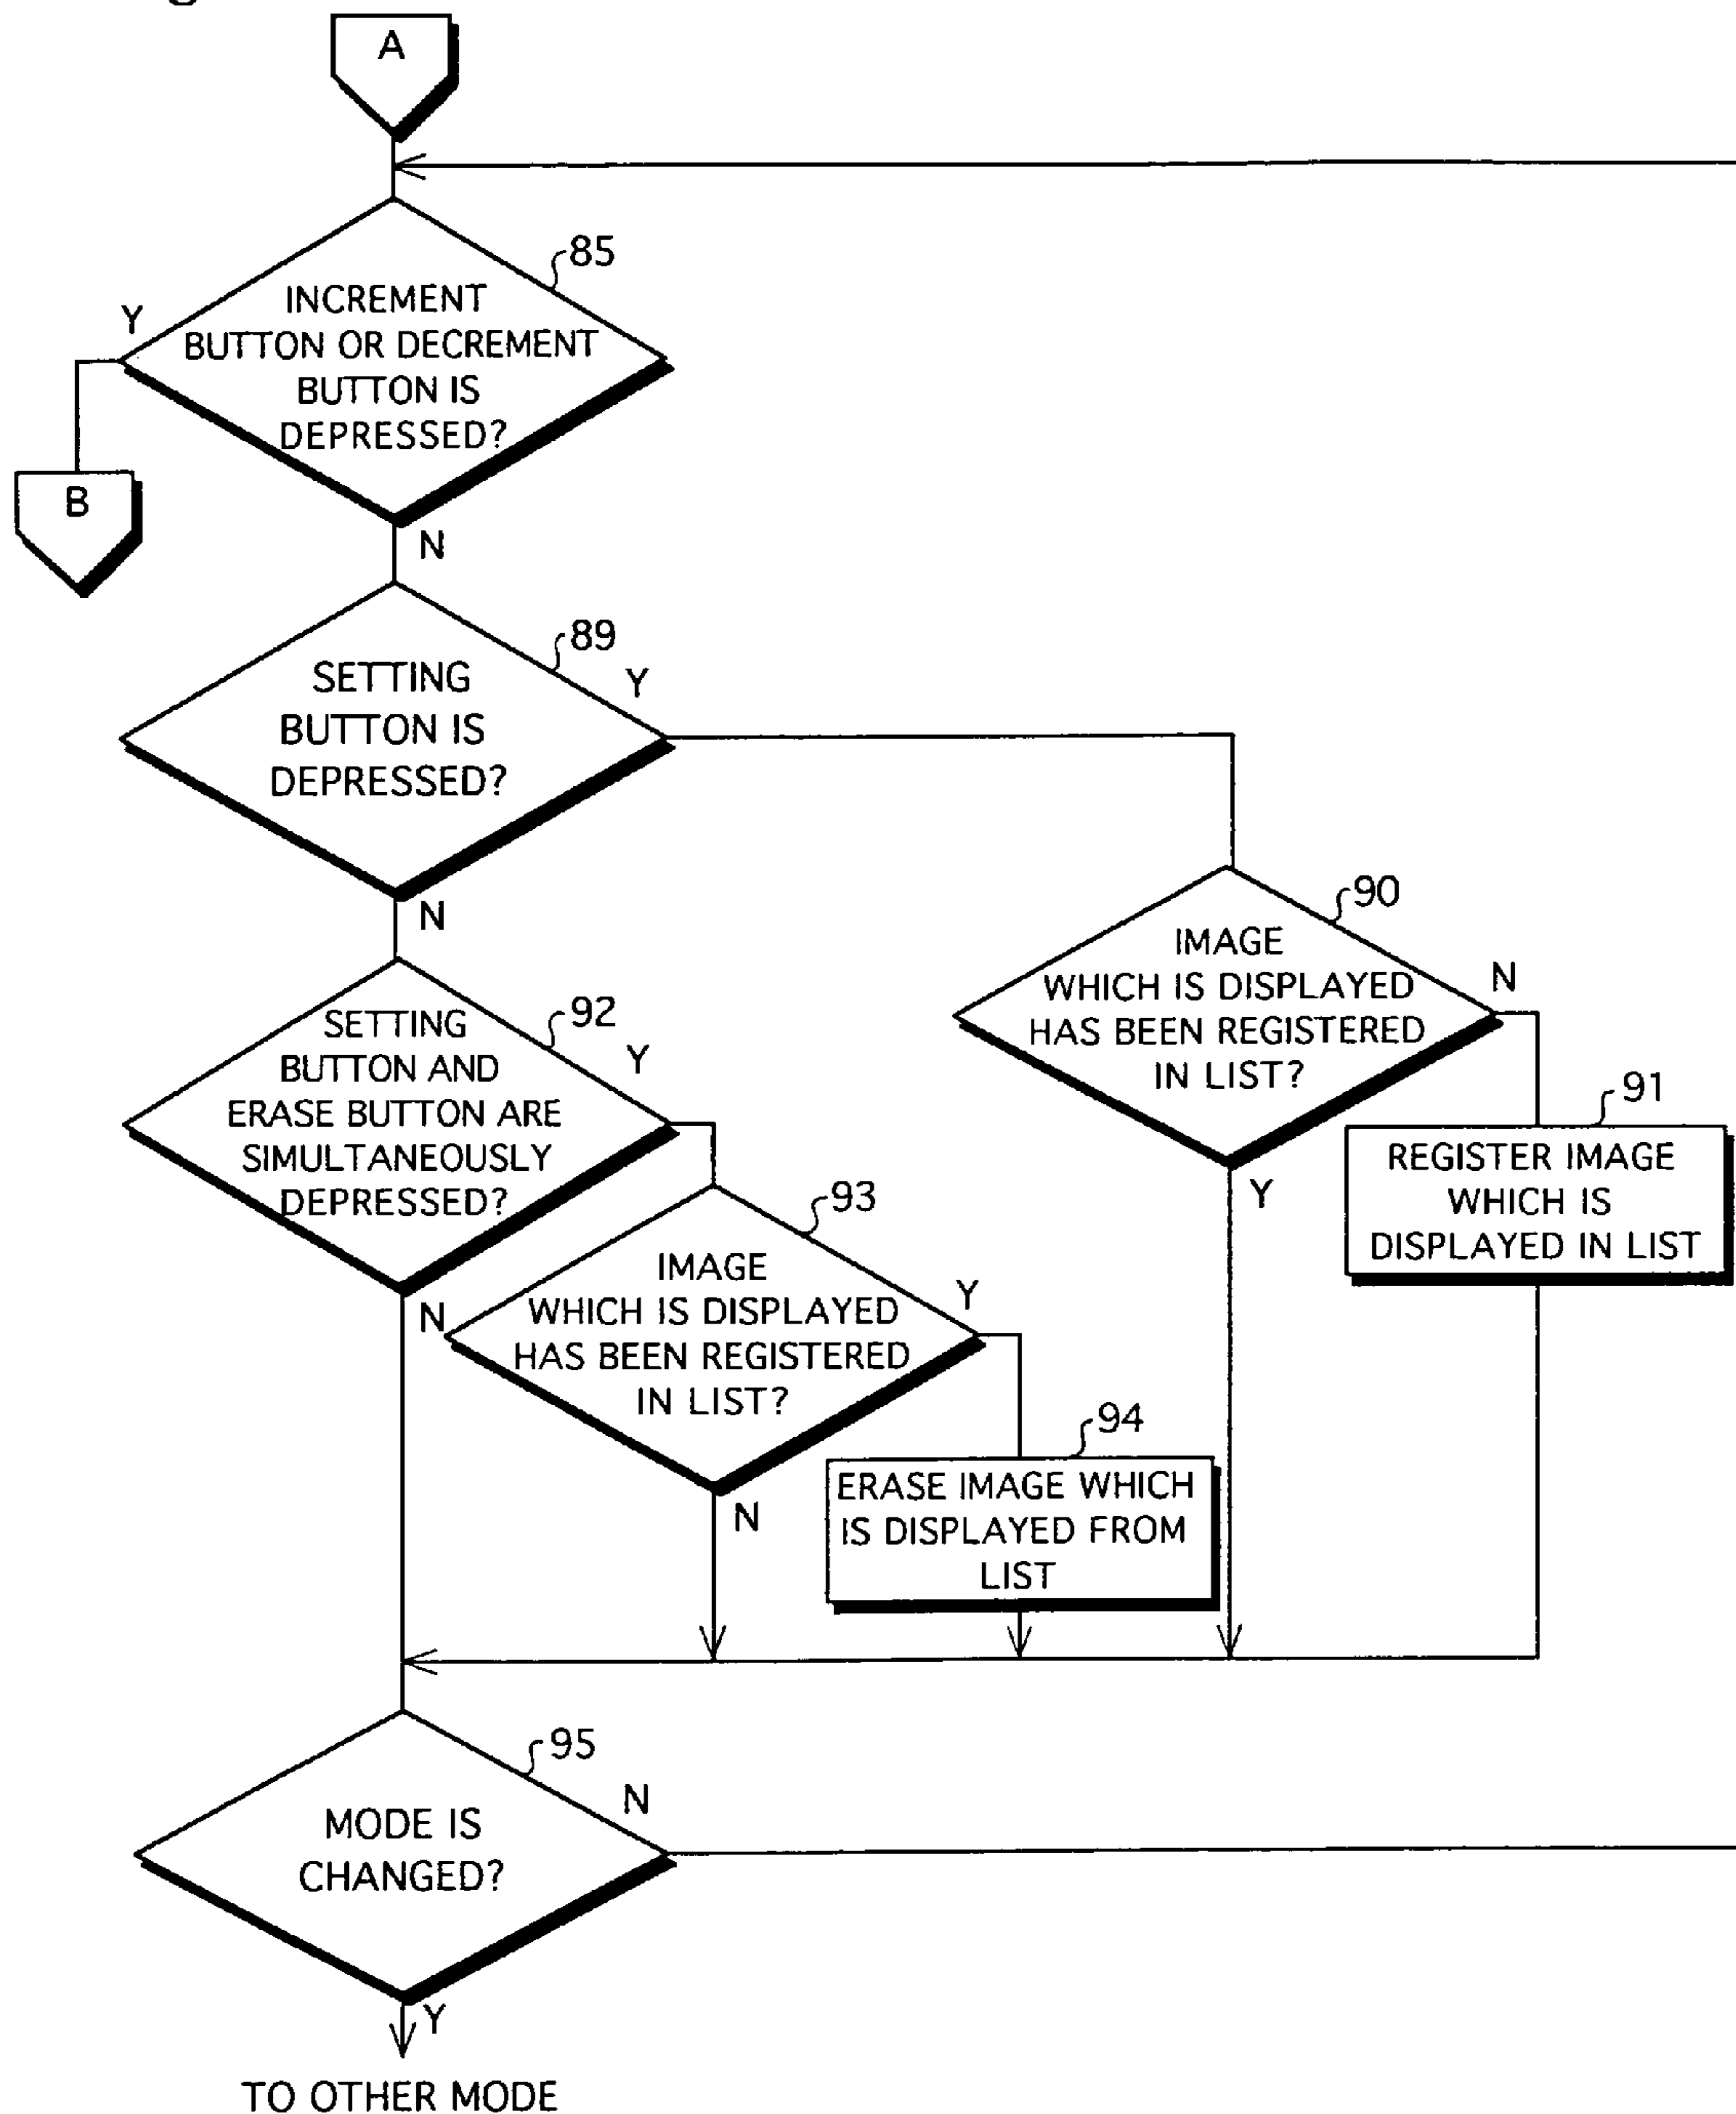 A
85
Y
INCREMENT
BUTTON OR DECREMENT
BUTTON IS
DEPRESSED?
B
N
89
Y
SETTING
BUTTON IS
DEPRESSED?
N
90
IMAGE
WHICH IS DISPLAYED
HAS BEEN REGISTERED
IN LIST?
N
Y
91
REGISTER IMAGE
WHICH IS
DISPLAYED IN LIST
92
Y
SETTING
BUTTON AND
ERASE BUTTON ARE
SIMULTANEOUSLY
DEPRESSED?
N
93
IMAGE
WHICH IS DISPLAYED
HAS BEEN REGISTERED
IN LIST?
Y
N
94
ERASE IMAGE WHICH
IS DISPLAYED FROM
LIST
95
N
MODE IS
CHANGED?
Y
TO OTHER MODE